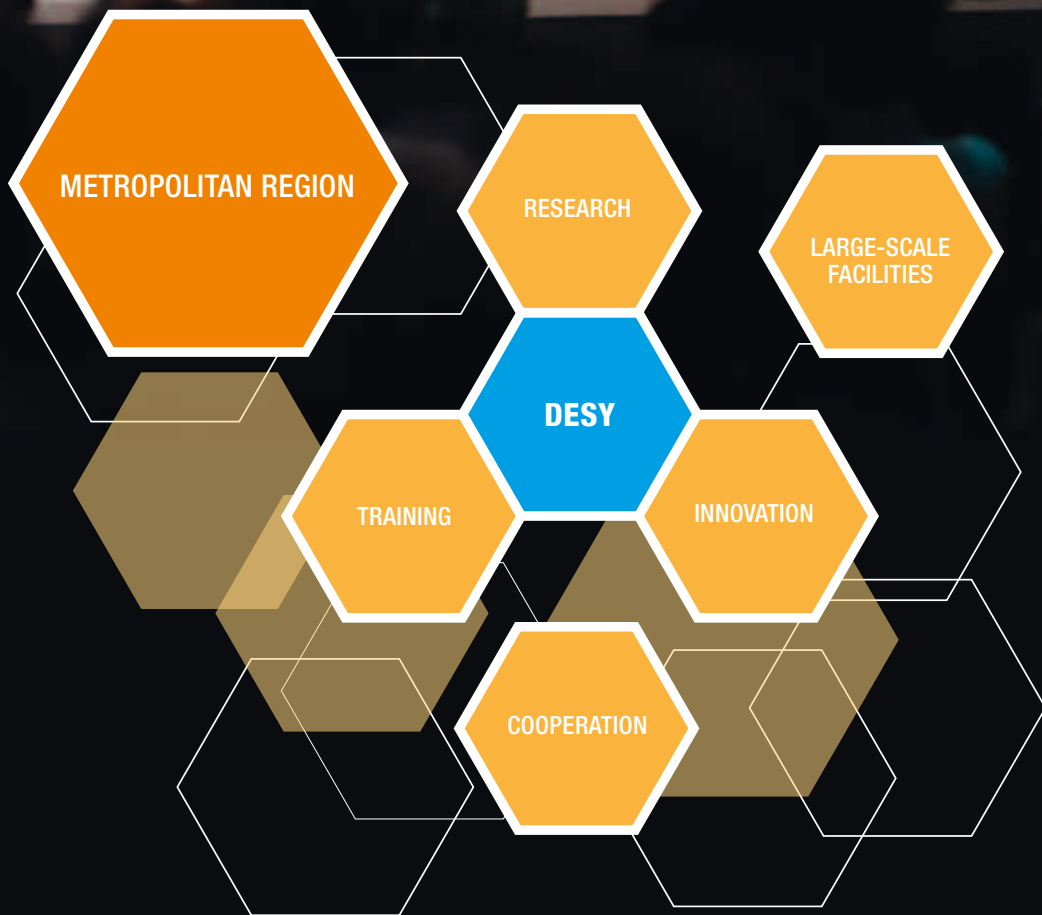 METROPOLITAN REGION
RESEARCH
LARGE-SCALE
FACILITIES
DESY
TRAINING
INNOVATION
COOPERATION